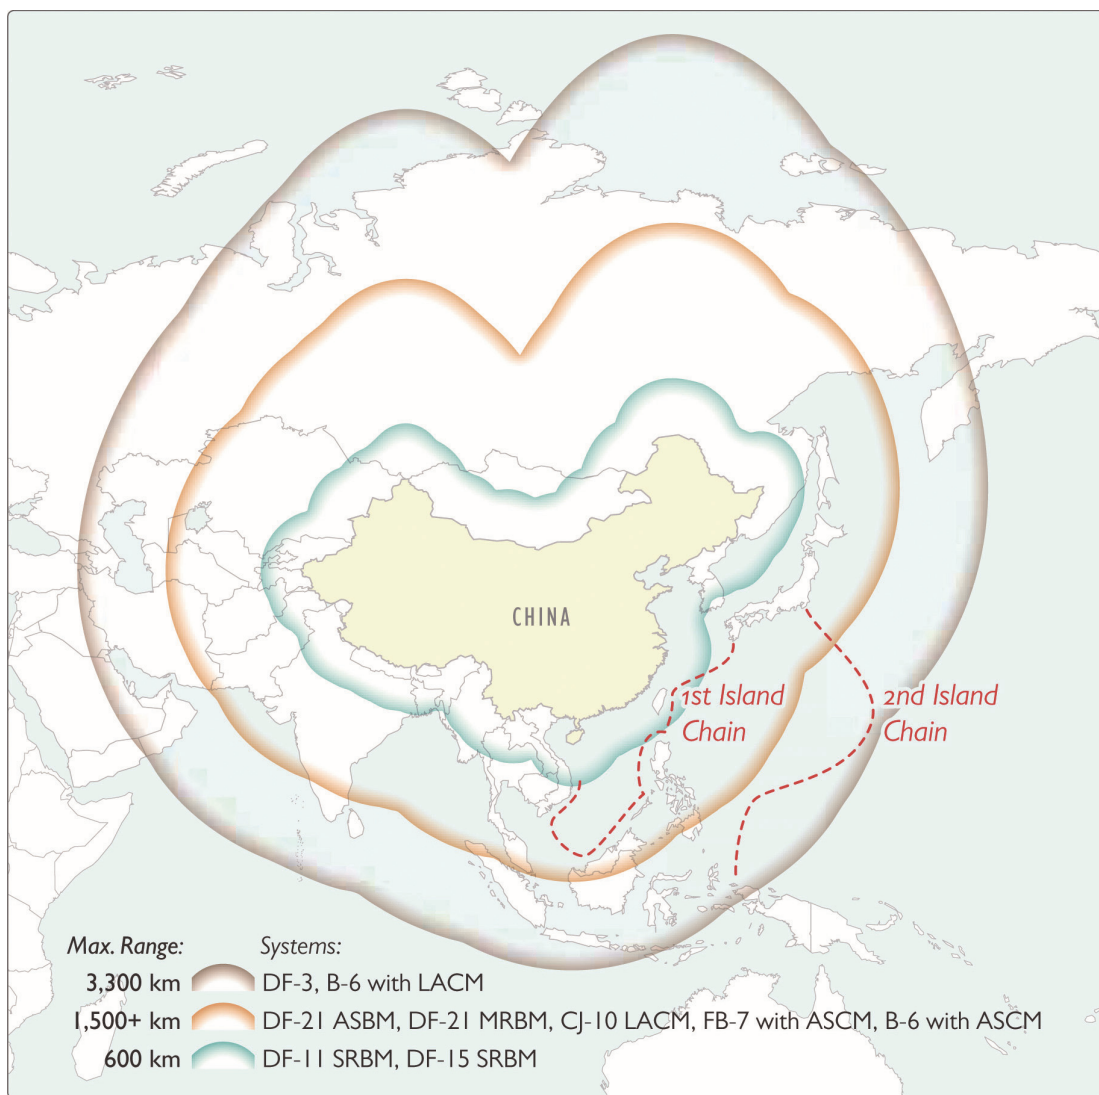 CHINA
1st Island
Chain
2nd Island
Chain
Max. Range: Systems:
3,300 km DF-3, B-6 with LACM
1,500+ km DF-21 ASBM, DF-21 MRBM, CJ-10 LACM, FB-7 with ASCM, B-6 with ASCM
600 km DF-11 SRBM, DF-15 SRBM